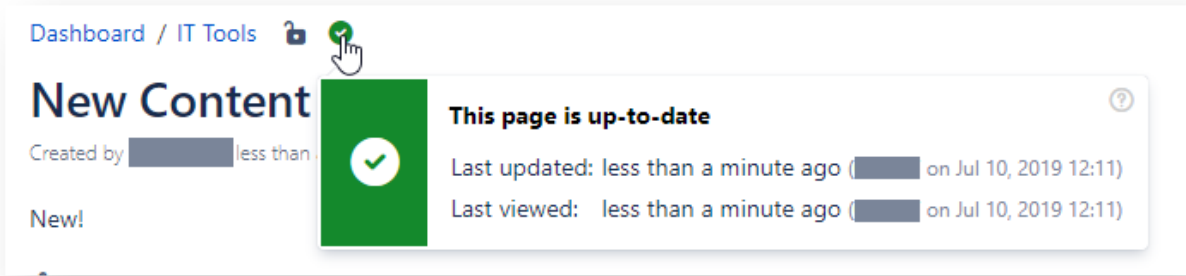 Dashboard / IT Tools
New Content
Created by less than
New!
This page is up-to-date
Last updated: less than a minute ago ( on Jul 10, 2019 12:11)
Last viewed: less than a minute ago ( on Jul 10, 2019 12:11)